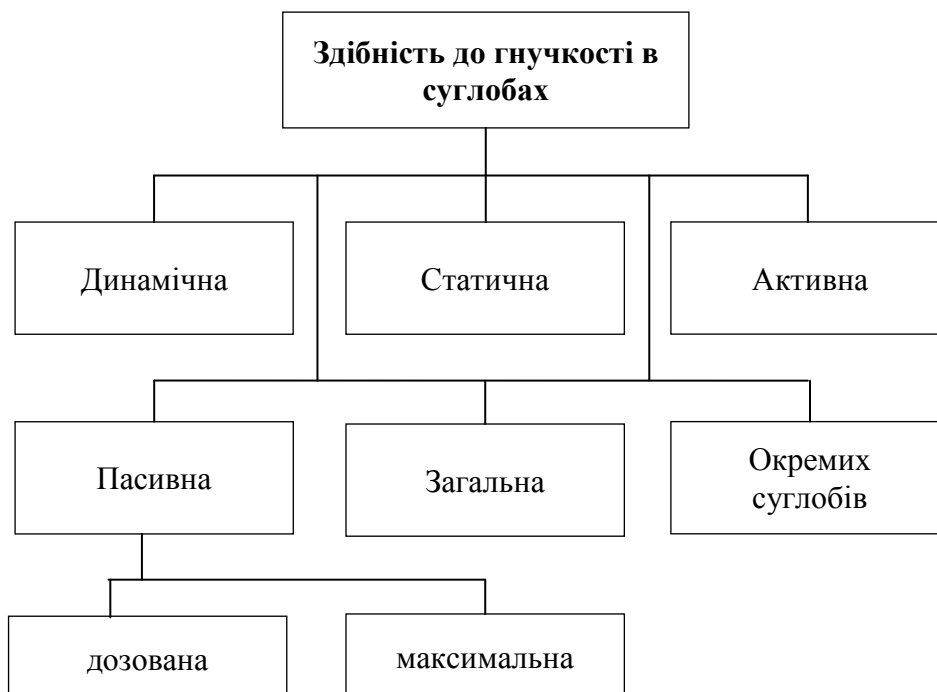 Здібність до гнучкості в
суглобах
Динамічна
Статична
Активна
Пасивна
Загальна
Окремих
суглобів
дозована
максимальна